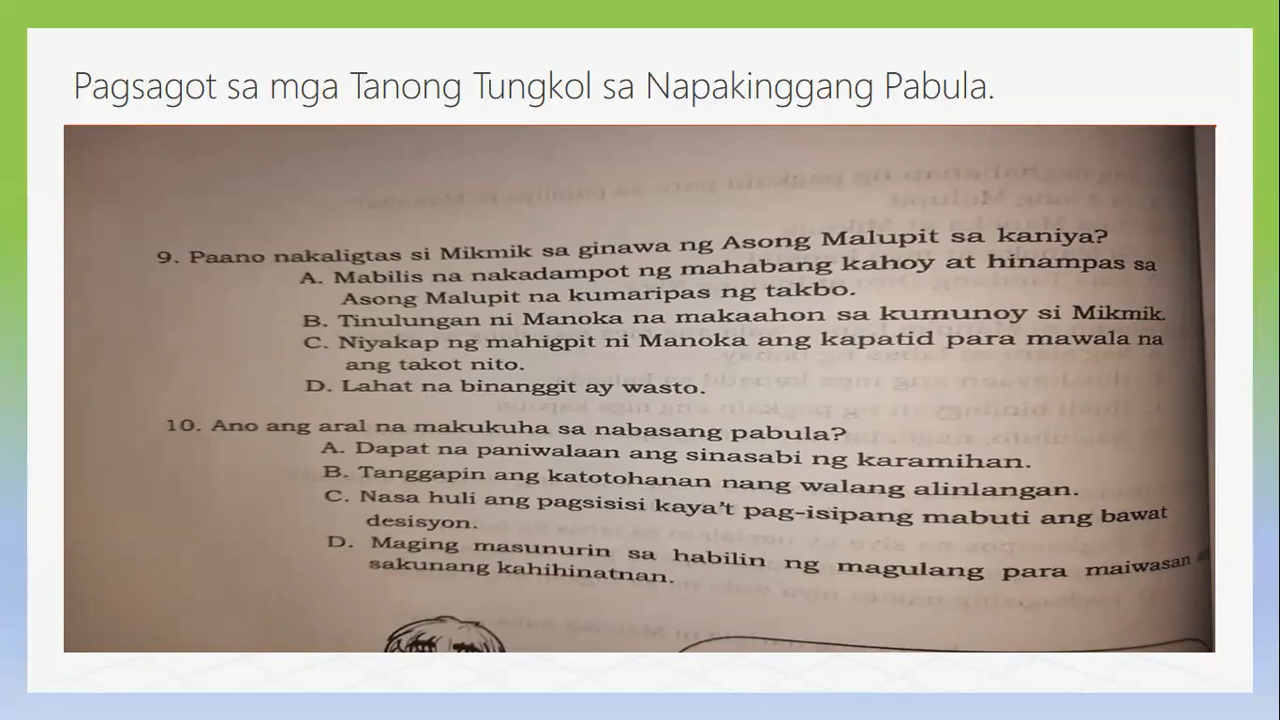 Pagsagot sa mga Tanong Tungkol sa Napakinggang Pabula.
9. Paano nakaligtas si Mikmik sa ginawa ng Asong Malupit sa kaniya?
A. Mabilis na nakadampot ng mahabang kahoy at hinampas sa
Asong Malupit na kumaripas ng takbo.
B. Tinulungan ni Manoka na makaahon sa kumunoy si Mikmik.
C. Niyakap ng mahigpit ni Manoka ang kapatid para mawala na
ang takot nito.
D. Lahat na binanggit ay wasto.
10. Ano ang aral na makukuha sa nabasang pabula?
A. Dapat na paniwalaan ang sinasabi ng karamihan.
B. Tanggapin ang katotohanan nang walang alinlangan.
C. Nasa huli ang pagsisisi kaya't pag-isipang mabuti ang bawat
desisyon.
D. Maging masunurin sa habilin ng magulang para maiwasan
sakunang kahihinatnan.